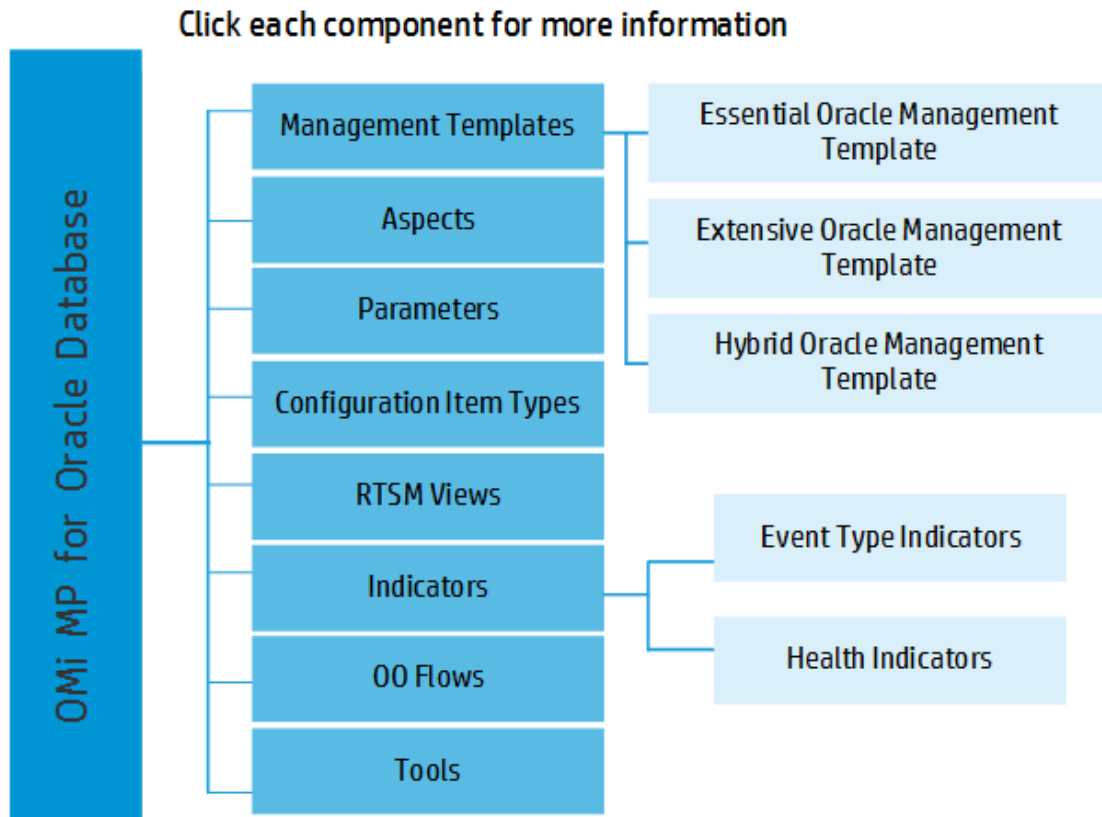 Click each component for more information
OMi MP for Oracle Database
Management Templates
Essential Oracle Management
Template
Extensive Oracle Management
Template
Hybrid Oracle Management
Template
Aspects
Parameters
Configuration Item Types
RTSM Views
Indicators
Event Type Indicators
Health Indicators
OO Flows
Tools